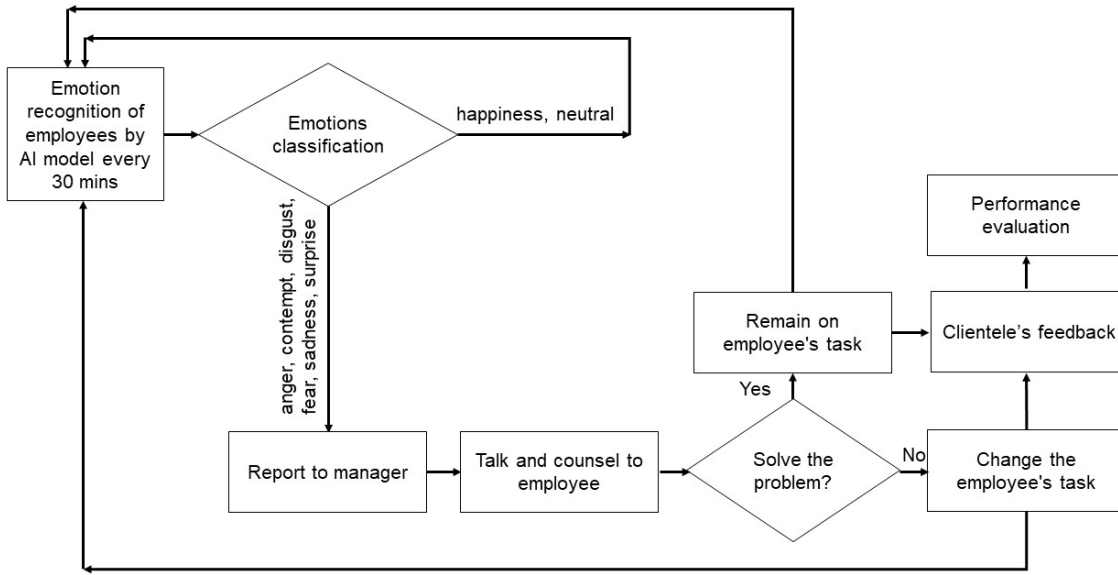 Emotion
recognition of
employees by
AI model every
30 mins
Emotions
classification
happiness, neutral
anger, contempt, disgust,
fear, sadness, surprise
Performance
evaluation
Remain on
employee's task
Clientele’s feedback
Yes
Report to manager
Talk and counsel to
employee
Solve the
problem?
No
Change the
employee's task